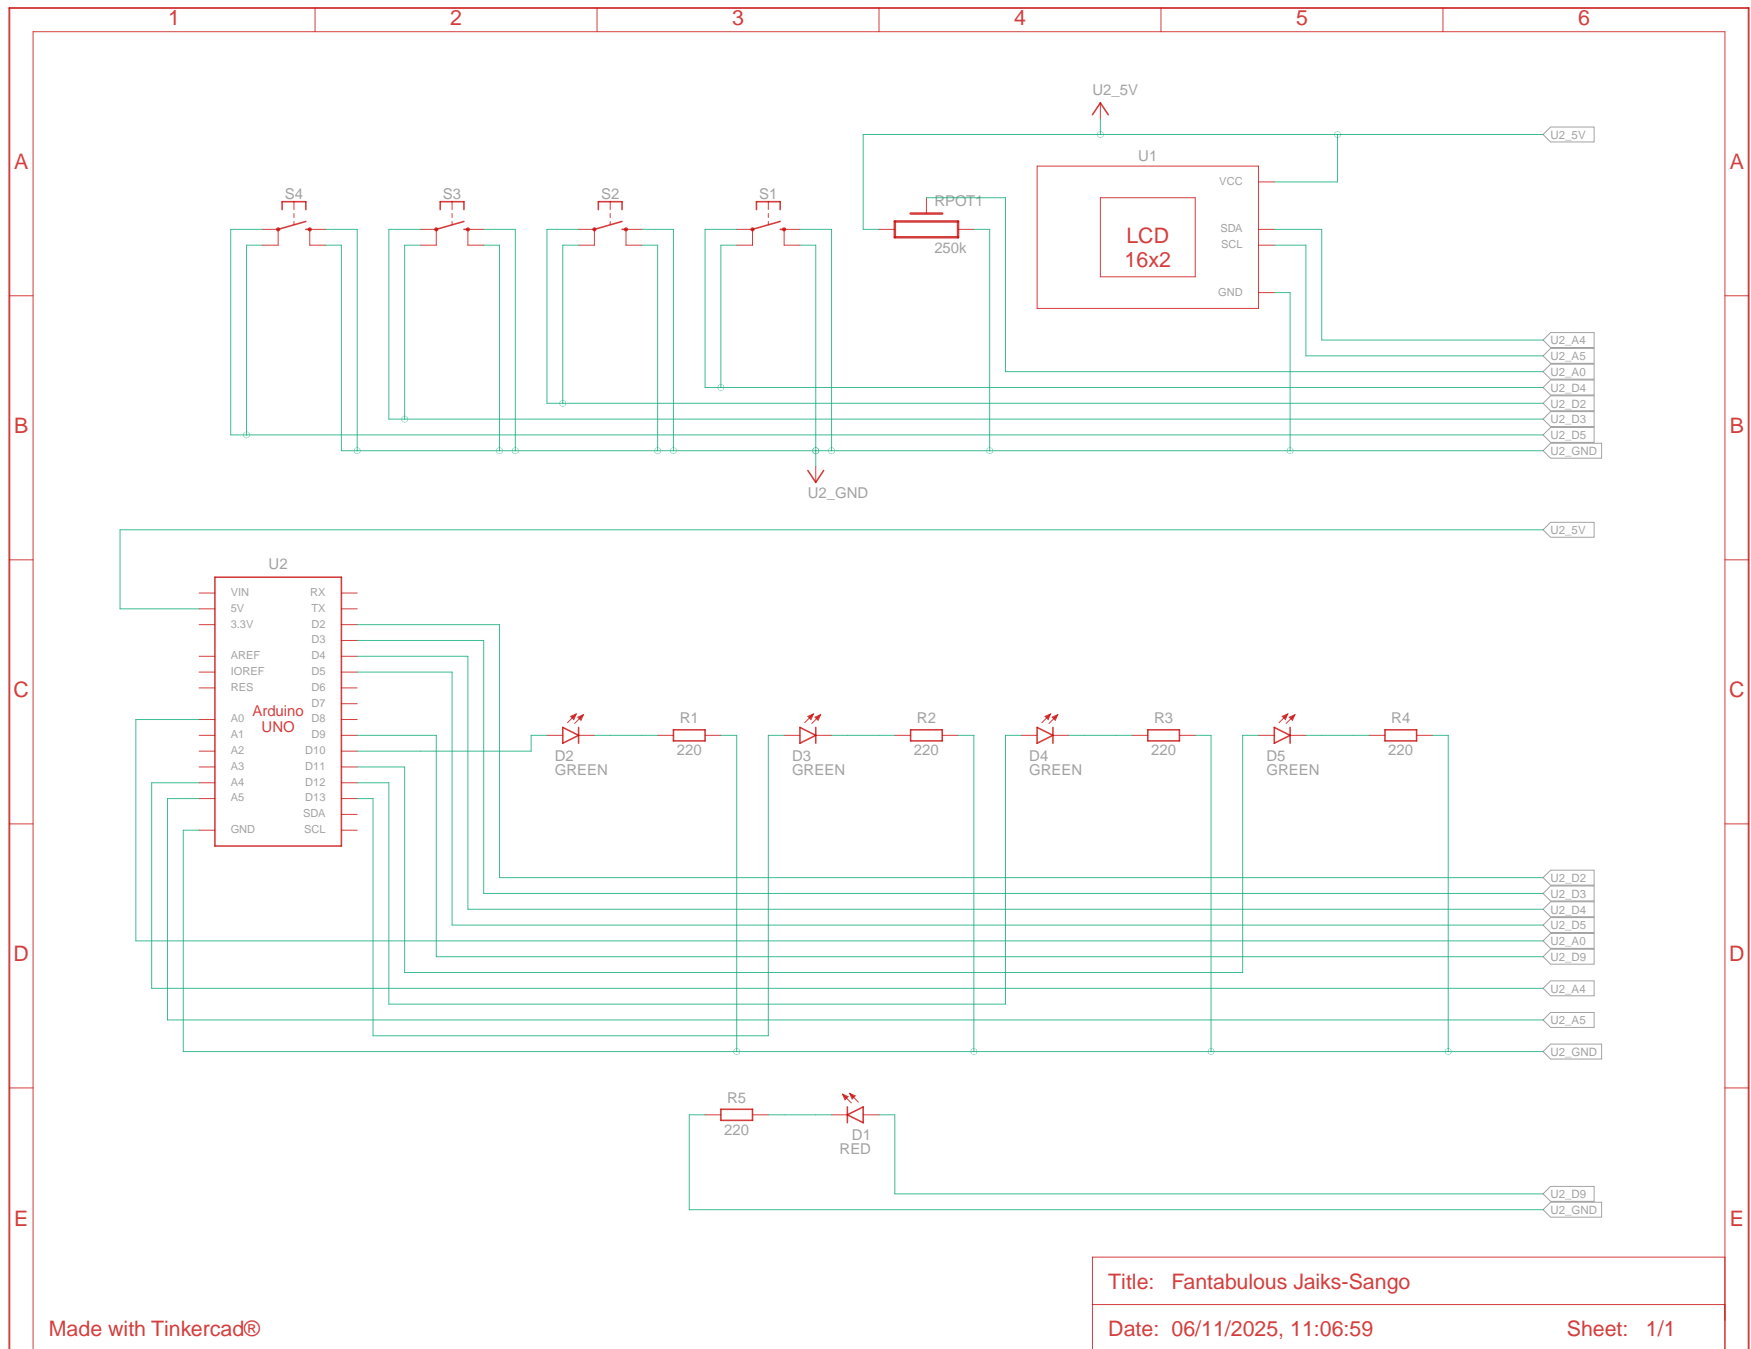 1 2 3 4 5 6
U2_5V
U2_5V
A A
U1
VCC
S4 S3 S2 S1
RPOT1
250k
LCD
16x2
SDA
SCL
GND
U2_A4
U2_A5
U2_A0
U2_D4
U2_D2
U2_D3
U2_D5
U2_GND
B B
U2_GND
U2_5V
U2
VIN RX
5V TX
3.3V D2
D3
AREF D4
IOREF D5
RES D6
D7
A0 D8
A1 D9
A2 D10
A3 D11
A4 D12
A5 D13
SDA
GND SCL
Arduino
UNO
C C
R1 R2 R3 R4
220 220 220 220
D2 D3 D4 D5
GREEN GREEN GREEN GREEN
U2_D2
U2_D3
U2_D4
U2_D5
U2_A0
U2_D9
D D
U2_A4
U2_A5
U2_GND
R5
220
D1
RED
U2_D9
U2_GND
E E
Title: Fantabulous Jaiks-Sango
Made with Tinkercad®
Date: 06/11/2025, 11:06:59 Sheet: 1/1